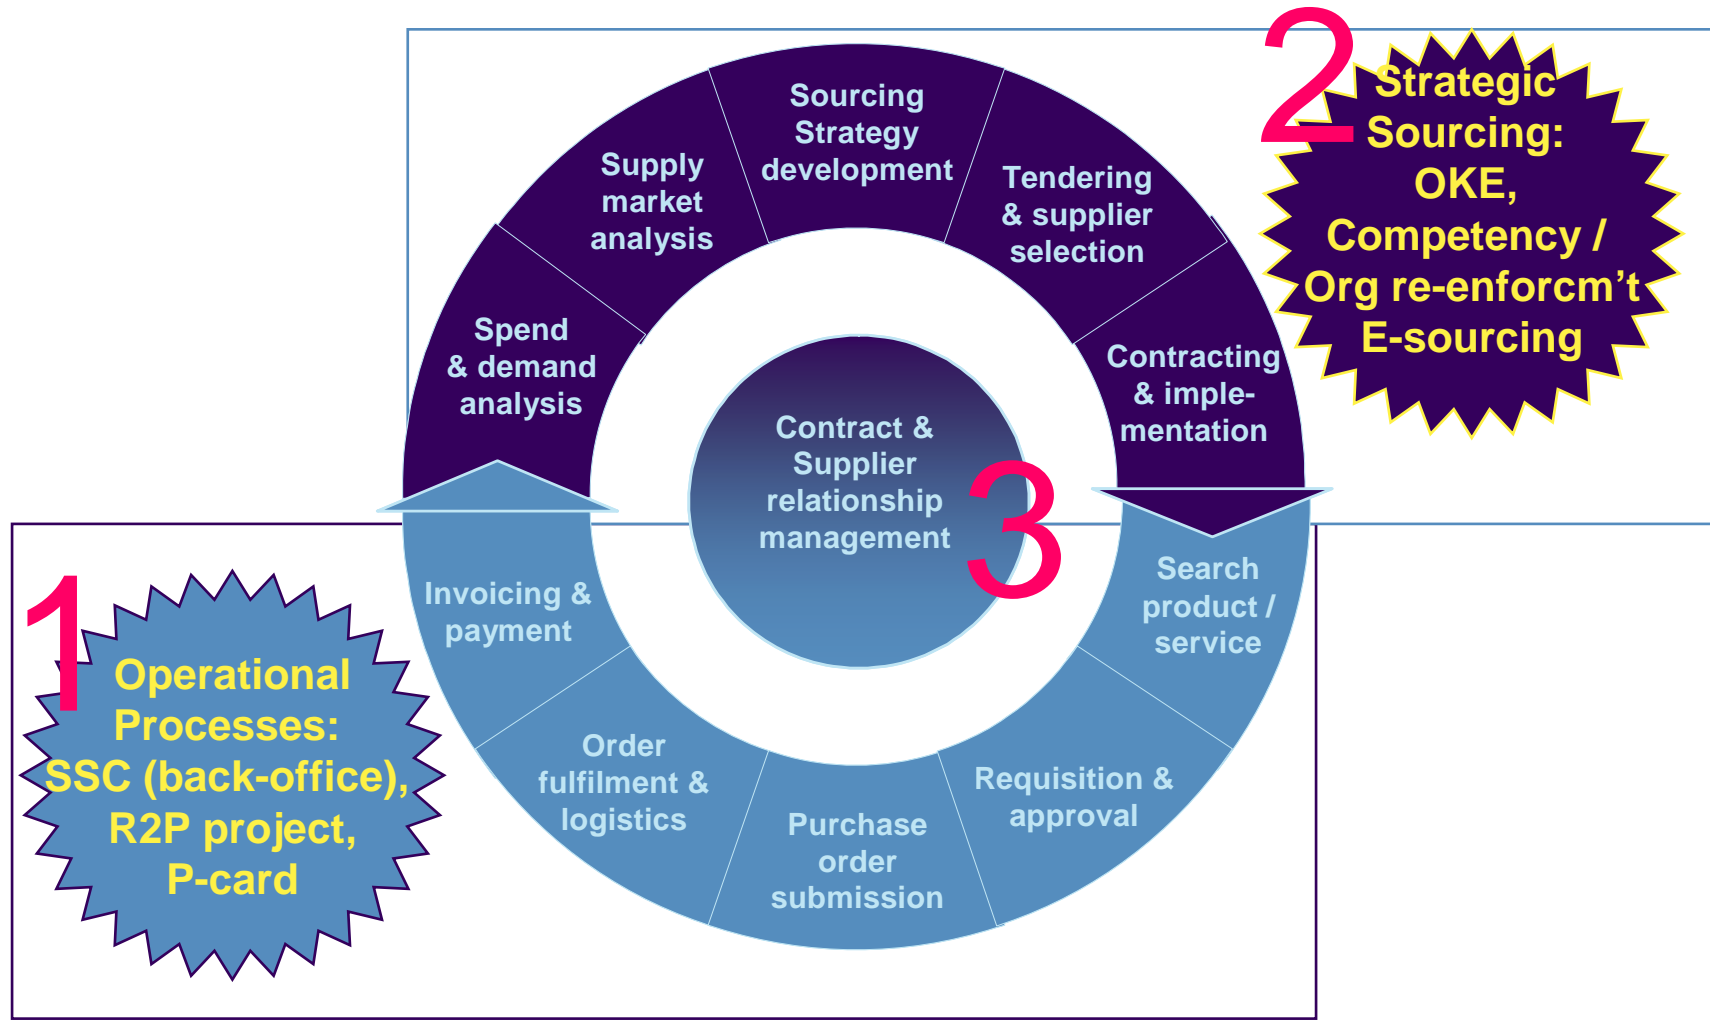 2
Strategic
Sourcing:
OKE,
Competency /
Org re-enforcm’t
E-sourcing
Sourcing
Strategy
development
Supply
market
analysis
Tendering
& supplier
selection
Spend
& demand
analysis
Contracting
& imple-
mentation
Contract &
Supplier
relationship
management
3
Search
product /
service
Invoicing &
payment
1
Operational
Processes:
SSC (back-office),
R2P project,
P-card
Order
fulfilment &
logistics
Requisition &
approval
Purchase
order
submission